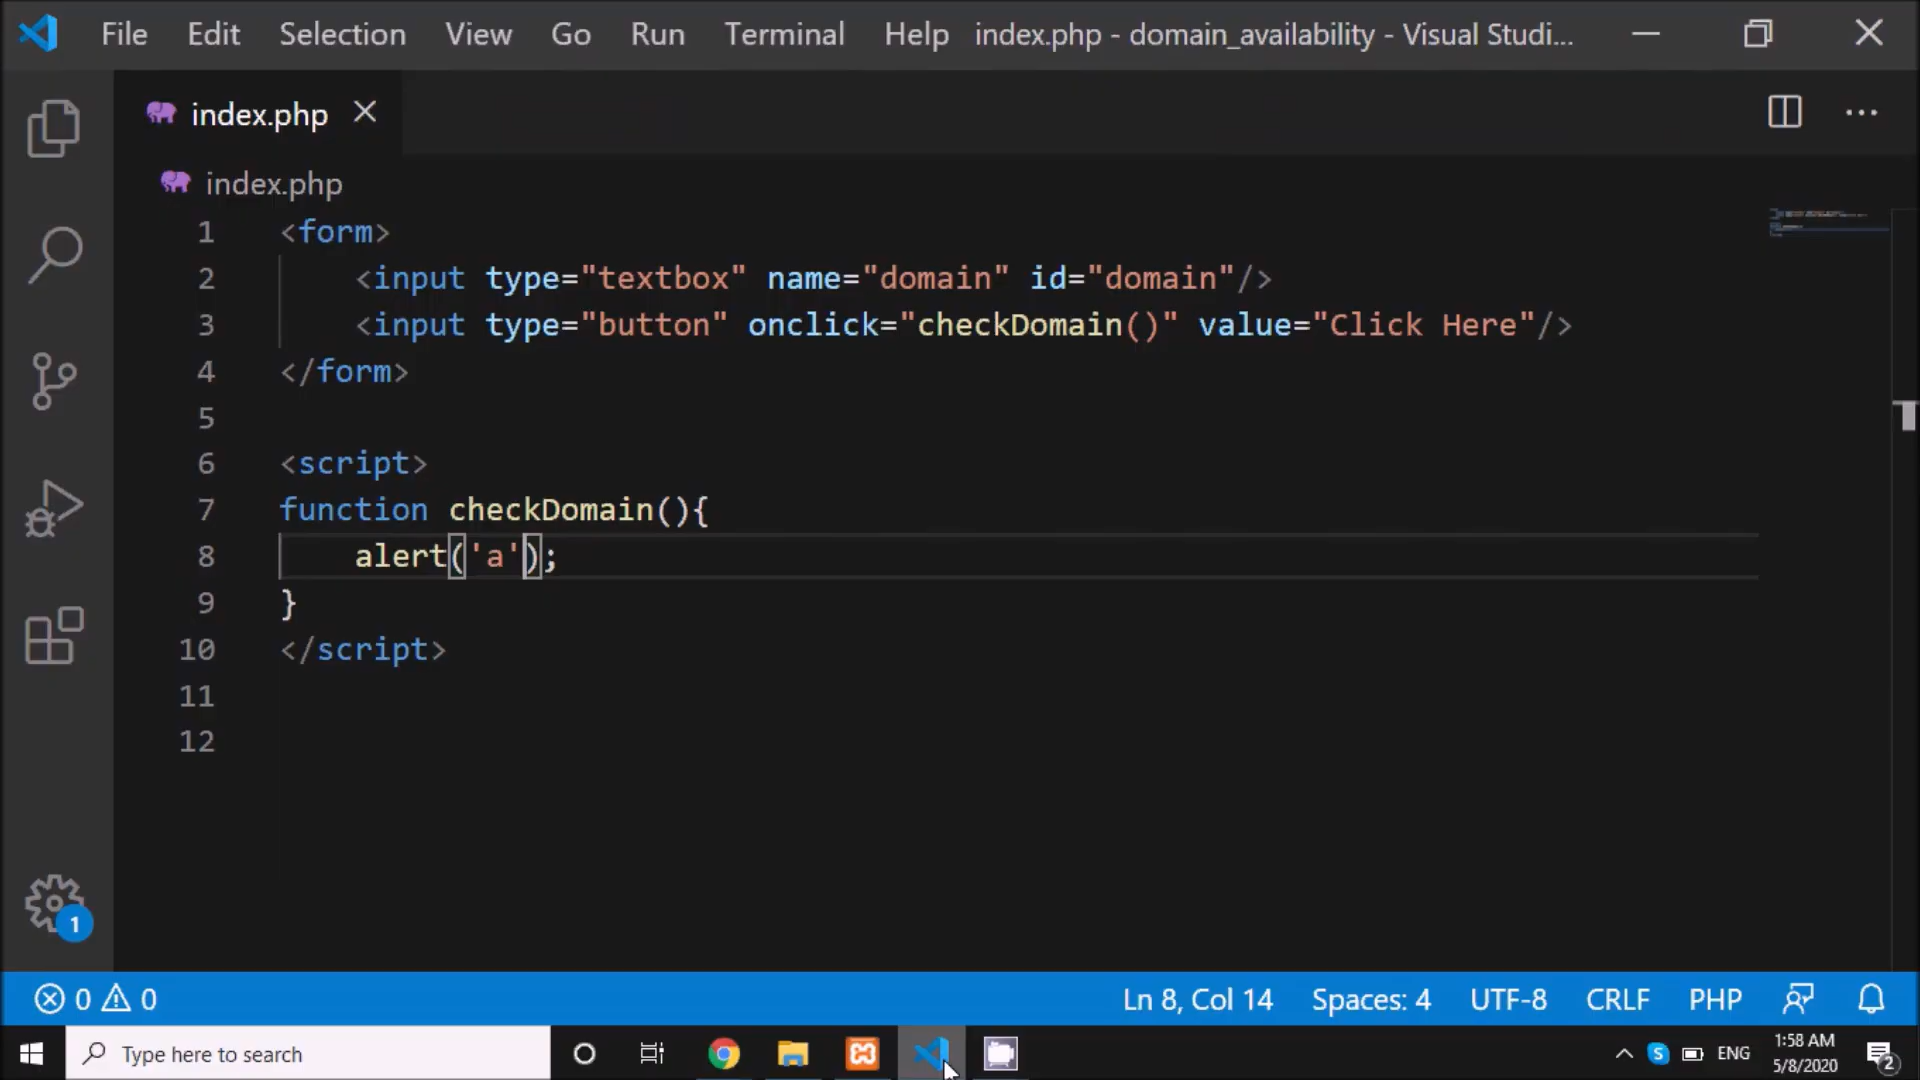 File Edit Selection View Go Run Terminal Help index.php - domain_availability - Visual Studi...
index.php
index.php
1 <form>
2 <input type="textbox" name="domain" id="domain"/>
3 <input type="button" onclick="checkDomain()" value="Click Here"/>
4 </form>
5
6 <script>
7 function checkDomain(){
8 alert('a');
9 }
10 </script>
11
12
1
0 0 Ln 8, Col 14 Spaces: 4 UTF-8 CRLF PHP
Type here to search
ENG
1:58 AM
5/8/2020
2